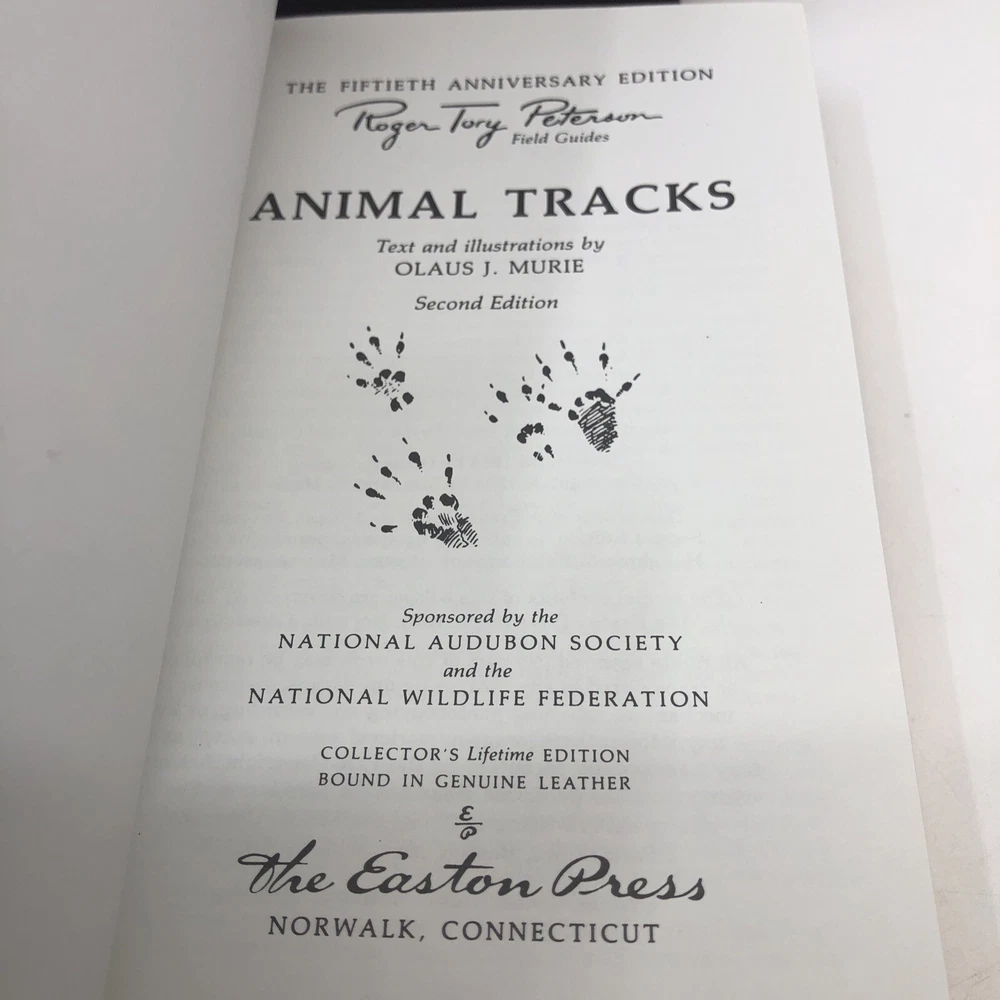 THE FIFTIETH ANNIVERSARY EDITION
Roger Tory Peterson
Field Guides
ANIMAL TRACKS
Text and illustrations by
OLAUS J. MURIE
Second Edition
Sponsored by the
NATIONAL AUDUBON SOCIETY
and the
NATIONAL WILDLIFE FEDERATION
COLLECTOR'S Lifetime EDITION
BOUND IN GENUINE LEATHER
E
P
The Easton Press
NORWALK, CONNECTICUT